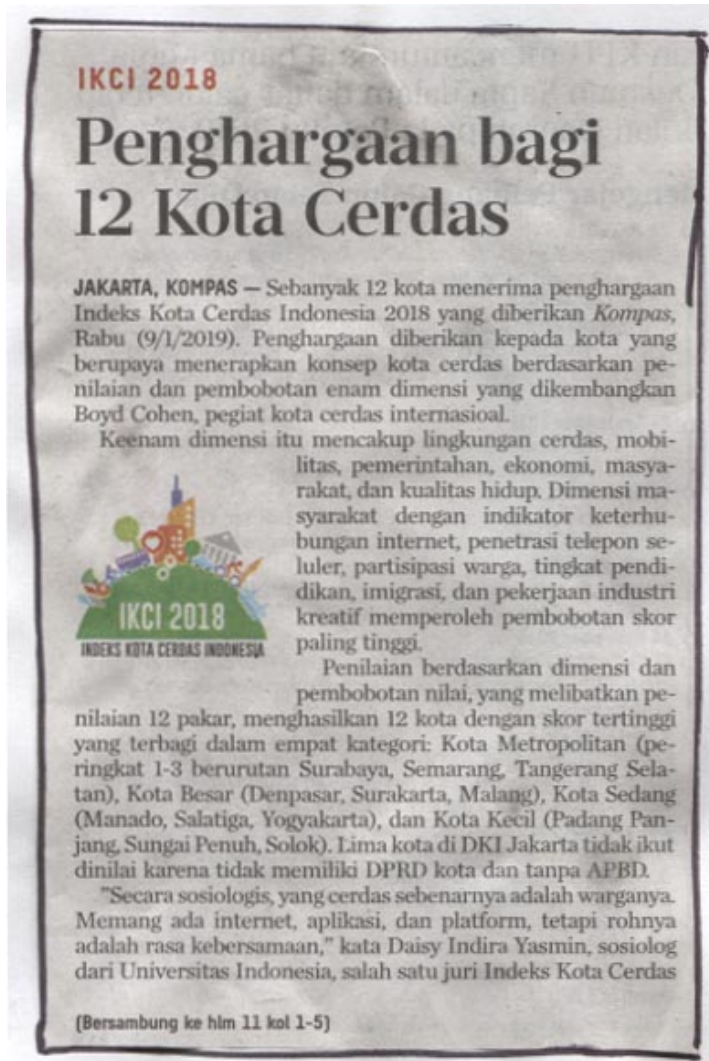 IKCI 2018
Penghargaan bagi
12 Kota Cerdas
JAKARTA, KOMPAS — Sebanyak 12 kota menerima penghargaan
Indeks Kota Cerdas Indonesia 2018 yang diberikan Kompas,
Rabu (9/1/2019). Penghargaan diberikan kepada kota yang
berupaya menerapkan konsep kota cerdas berdasarkan pe-
nilaian dan pembobotan enam dimensi yang dikembangkan
Boyd Cohen, pegiat kota cerdas internasioal.
Keenam dimensi itu mencakup lingkungan cerdas, mobi-
litas, pemerintahan, ekonomi, masya-
rakat, dan kualitas hidup. Dimensi ma-
syarakat dengan indikator keterhu-
bungan internet, penetrasi telepon se-
luler, partisipasi warga, tingkat pendi-
dikan, imigrasi, dan pekerjaan industri
kreatif memperoleh pembobotan skor
paling tinggi.
IKCI 2018
INDEKS KOTA CERDAS INDONESIA
Penilaian berdasarkan dimensi dan
pembobotan nilai, yang melibatkan pe-
nilaian 12 pakar, menghasilkan 12 kota dengan skor tertinggi
yang terbagi dalam empat kategori: Kota Metropolitan (pe-
ringkat 1-3 berurutan Surabaya, Semarang, Tangerang Sela-
tan), Kota Besar (Denpasar, Surakarta, Malang), Kota Sedang
(Manado, Salatiga, Yogyakarta), dan Kota Kecil (Padang Pan-
jang, Sungai Penuh, Solok). Lima kota di DKI Jakarta tidak ikut
dinilai karena tidak memiliki DPRD kota dan tanpa APBD.
"Secara sosiologis, yang cerdas sebenarnya adalah warganya.
Memang ada internet, aplikasi, dan platform, tetapi rohnya
adalah rasa kebersamaan," kata Daisy Indira Yasmin, sosiolog
dari Universitas Indonesia, salah satu juri Indeks Kota Cerdas
(Bersambung ke hlm 11 kol 1-5)